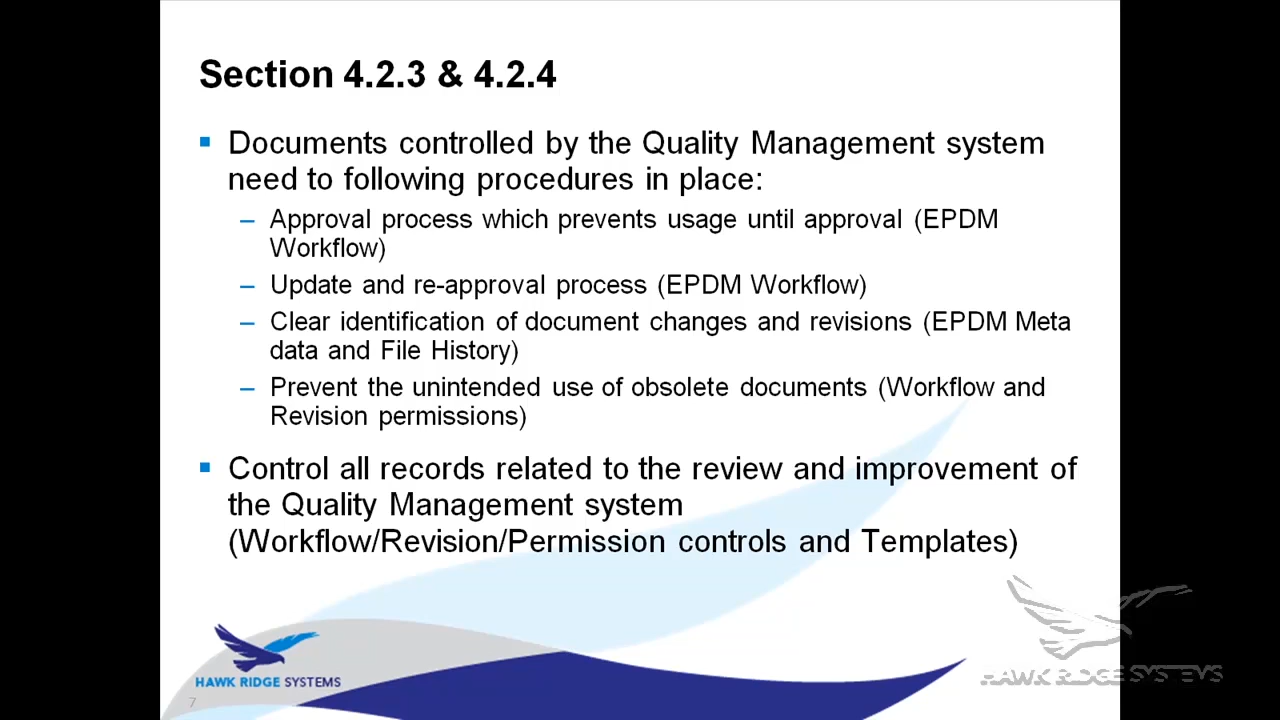 Section 4.2.3 & 4.2.4
▪ Documents controlled by the Quality Management system
need to following procedures in place:
– Approval process which prevents usage until approval (EPDM
Workflow)
– Update and re-approval process (EPDM Workflow)
– Clear identification of document changes and revisions (EPDM Meta
data and File History)
– Prevent the unintended use of obsolete documents (Workflow and
Revision permissions)
▪ Control all records related to the review and improvement of
the Quality Management system
(Workflow/Revision/Permission controls and Templates)
HAWK RIDGE SYSTEMS
7
HAWK RIDGE SYSTEMS